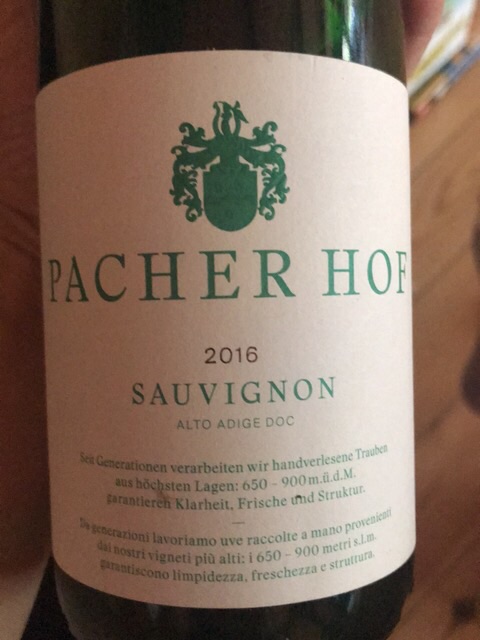 PACHER HOF
2016
SAUVIGNON
ALTO ADIGE DOC
Seit Generationen verarbeiten wir handverlesene Trauben
aus höchsten Lagen: 650 – 900 m.ü.d.M.
garantieren Klarheit, Frische und Struktur.
Da generazioni lavoriamo uve raccolte a mano provenienti
dai nostri vigneti più alti: i 650 – 900 metri s.l.m.
garantiscono limpidezza, freschezza e struttura.